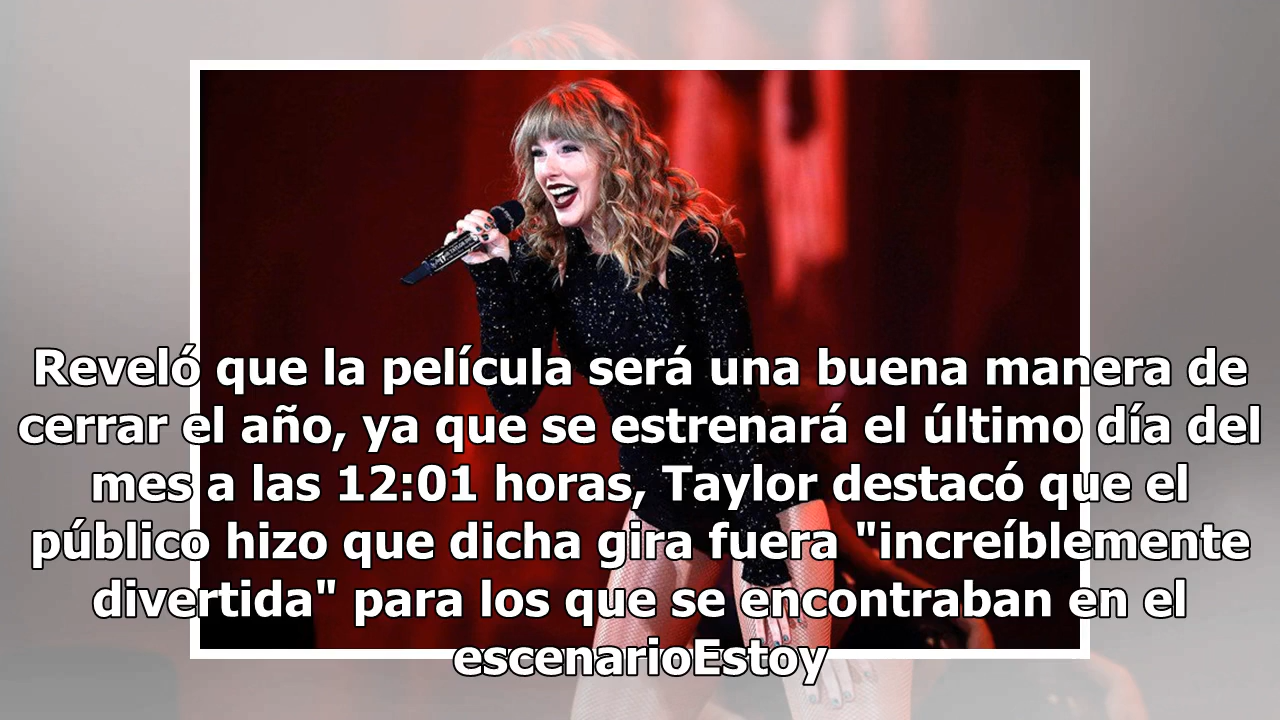 Reveló que la película será una buena manera de
cerrar el año, ya que se estrenará el último día del
mes a las 12:01 horas, Taylor destacó que el
público hizo que dicha gira fuera "increíblemente
divertida" para los que se encontraban en el
escenarioEstoy